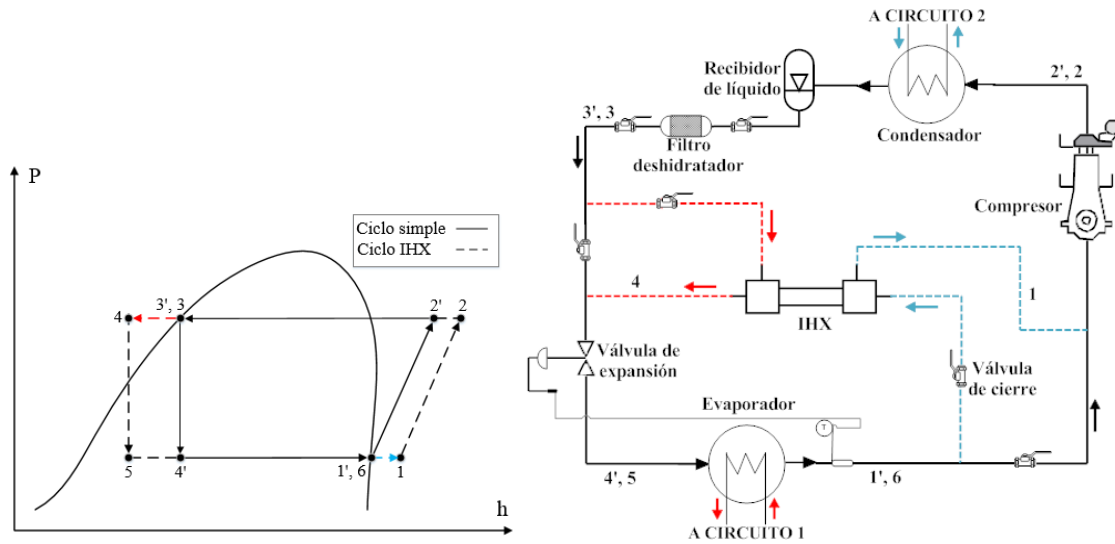 P
Ciclo simple
Ciclo IHX
3', 3
4
2'
2
5
4'
1', 6
1
h
A CIRCUITO 2
Recibidor
de líquido
2', 2
3', 3
Condensador
Filtro
deshidratador
Compresor
4
1
IHX
Válvula de
expansión
Válvula
de cierre
Evaporador
T
4', 5
1', 6
A CIRCUITO 1